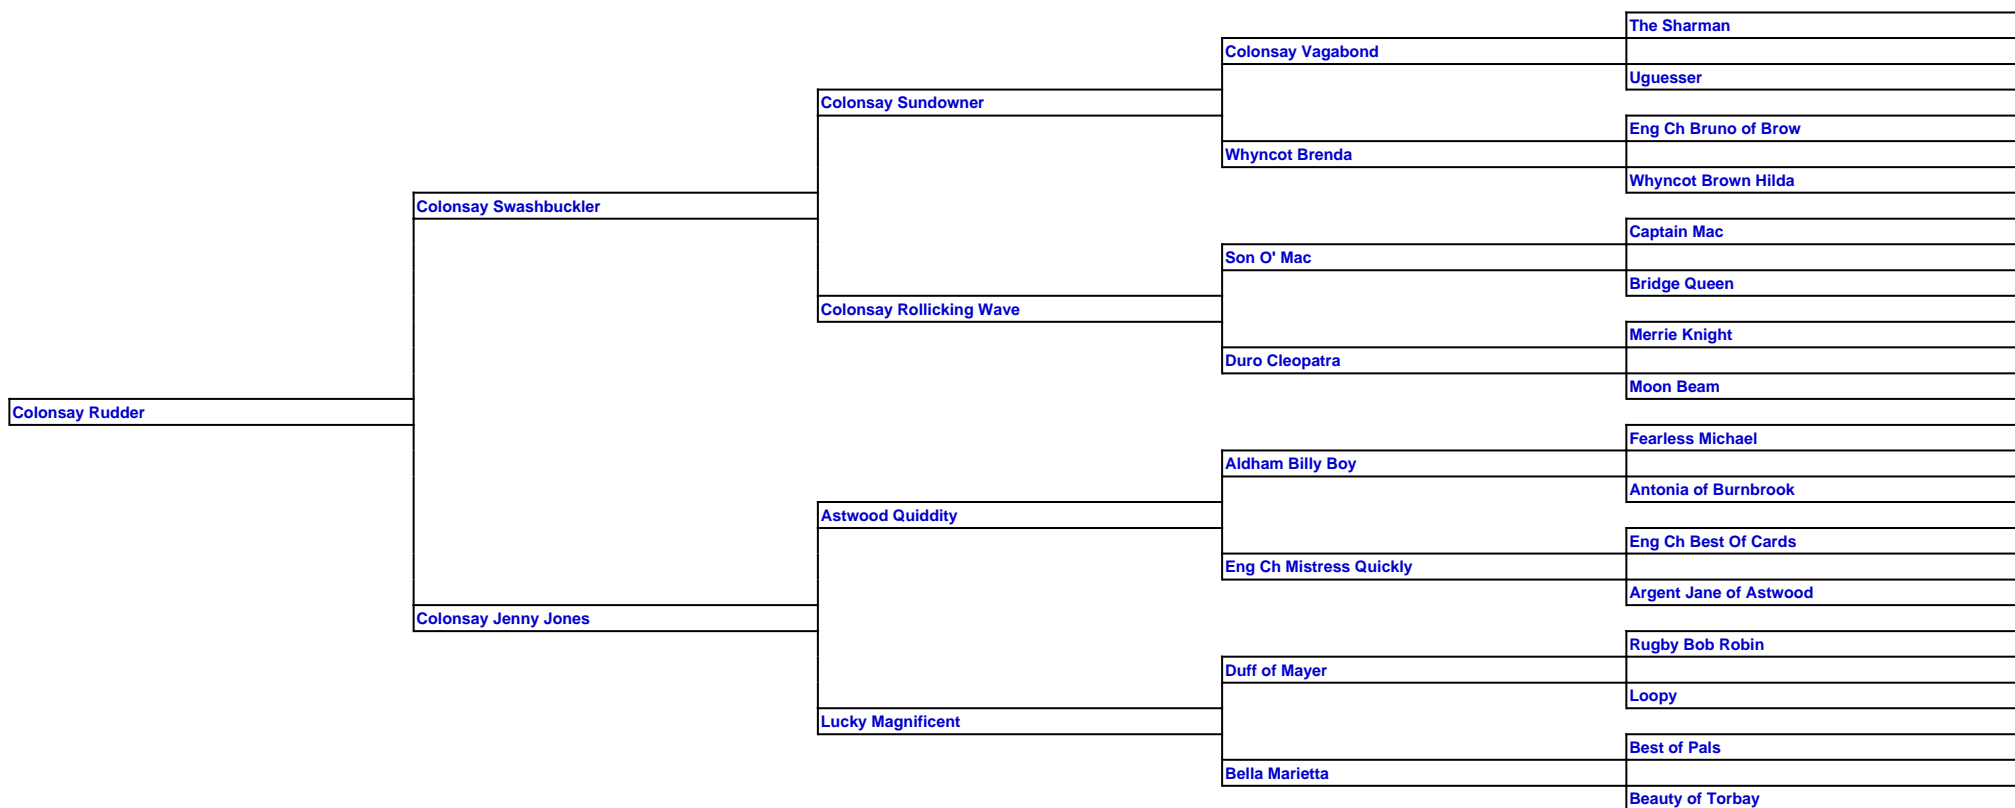 The Sharman
Colonsay Vagabond
Uguesser
Colonsay Sundowner
Eng Ch Bruno of Brow
Whyncot Brenda
Whyncot Brown Hilda
Colonsay Swashbuckler
Captain Mac
Son O' Mac
Bridge Queen
Colonsay Rollicking Wave
Merrie Knight
Duro Cleopatra
Moon Beam
Colonsay Rudder
Fearless Michael
Aldham Billy Boy
Antonia of Burnbrook
Astwood Quiddity
Eng Ch Best Of Cards
Eng Ch Mistress Quickly
Argent Jane of Astwood
Colonsay Jenny Jones
Rugby Bob Robin
Duff of Mayer
Loopy
Lucky Magnificent
Best of Pals
Bella Marietta
Beauty of Torbay